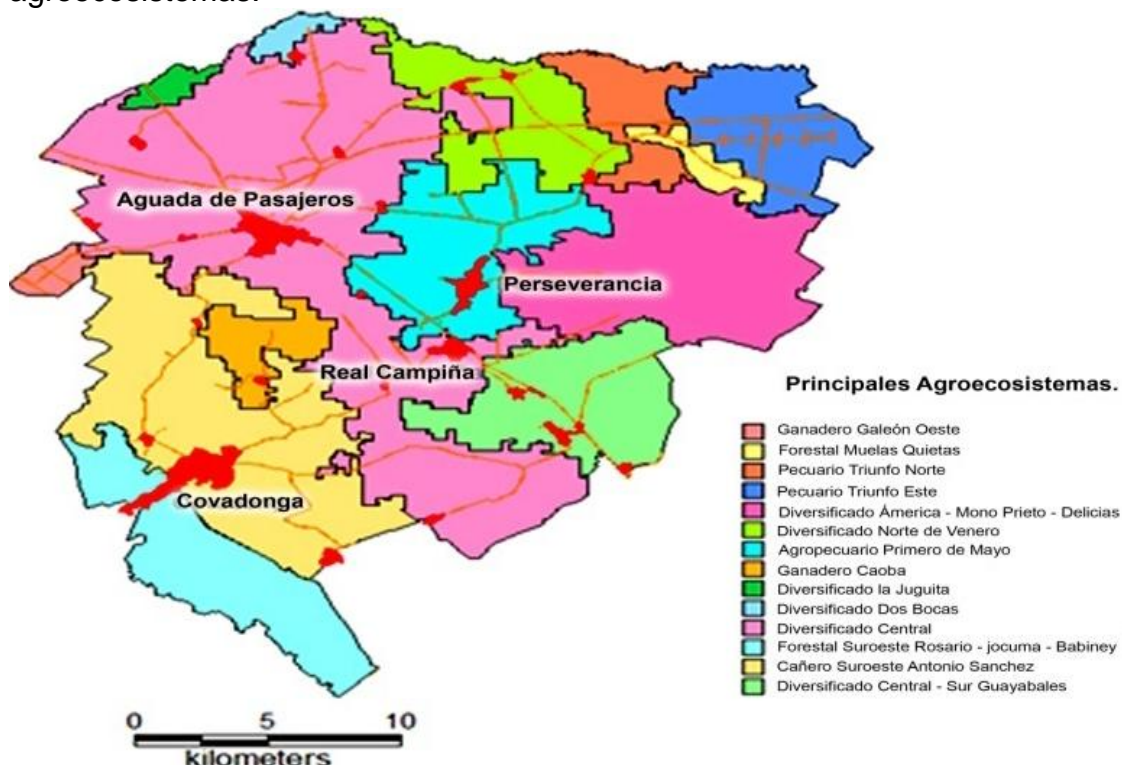 agroecosistemas.
Aguada de Pasajeros
Perseverancia
Real Campiña
Covadonga
Principales Agroecosistemas.
Ganadero Galeón Oeste
Forestal Muelas Quietas
Pecuario Triunfo Norte
Pecuario Triunfo Este
Diversificado Ámerica - Mono Prieto - Delicias
Diversificado Norte de Venero
Agropecuario Primero de Mayo
Ganadero Caoba
Diversificado la Juguita
Diversificado Dos Bocas
Diversificado Central
Forestal Suroeste Rosario - jocuma - Babiney
Cañero Suroeste Antonio Sanchez
Diversificado Central - Sur Guayabales
0 5 10
kilometers